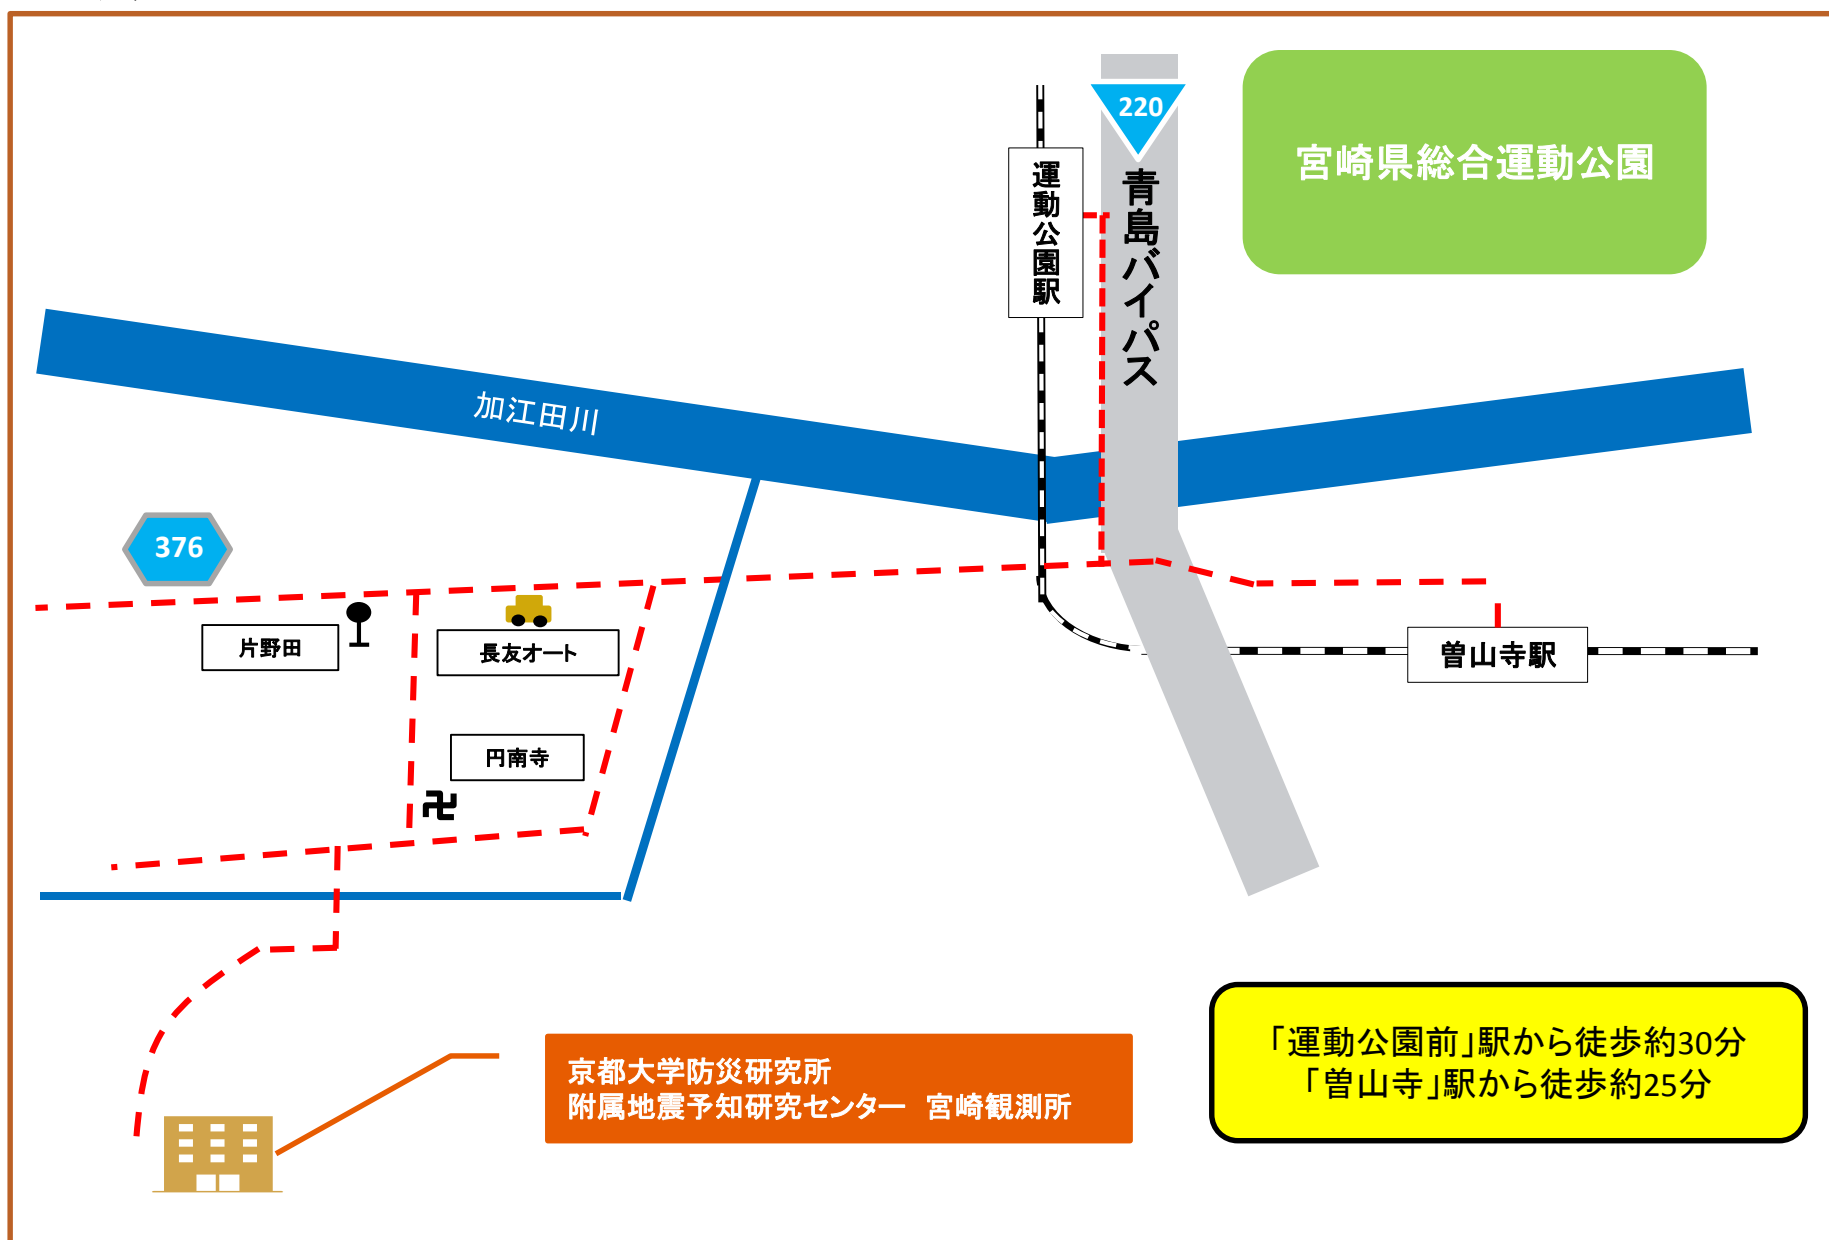 220
宮崎県総合運動公園
運動公園駅
青島バイパス
加江田川
376
片野田
長友オート
曽山寺駅
円南寺
京都大学防災研究所
附属地震予知研究センター　宮崎観測所
「運動公園前」駅から徒歩約30分
「曽山寺」駅から徒歩約25分